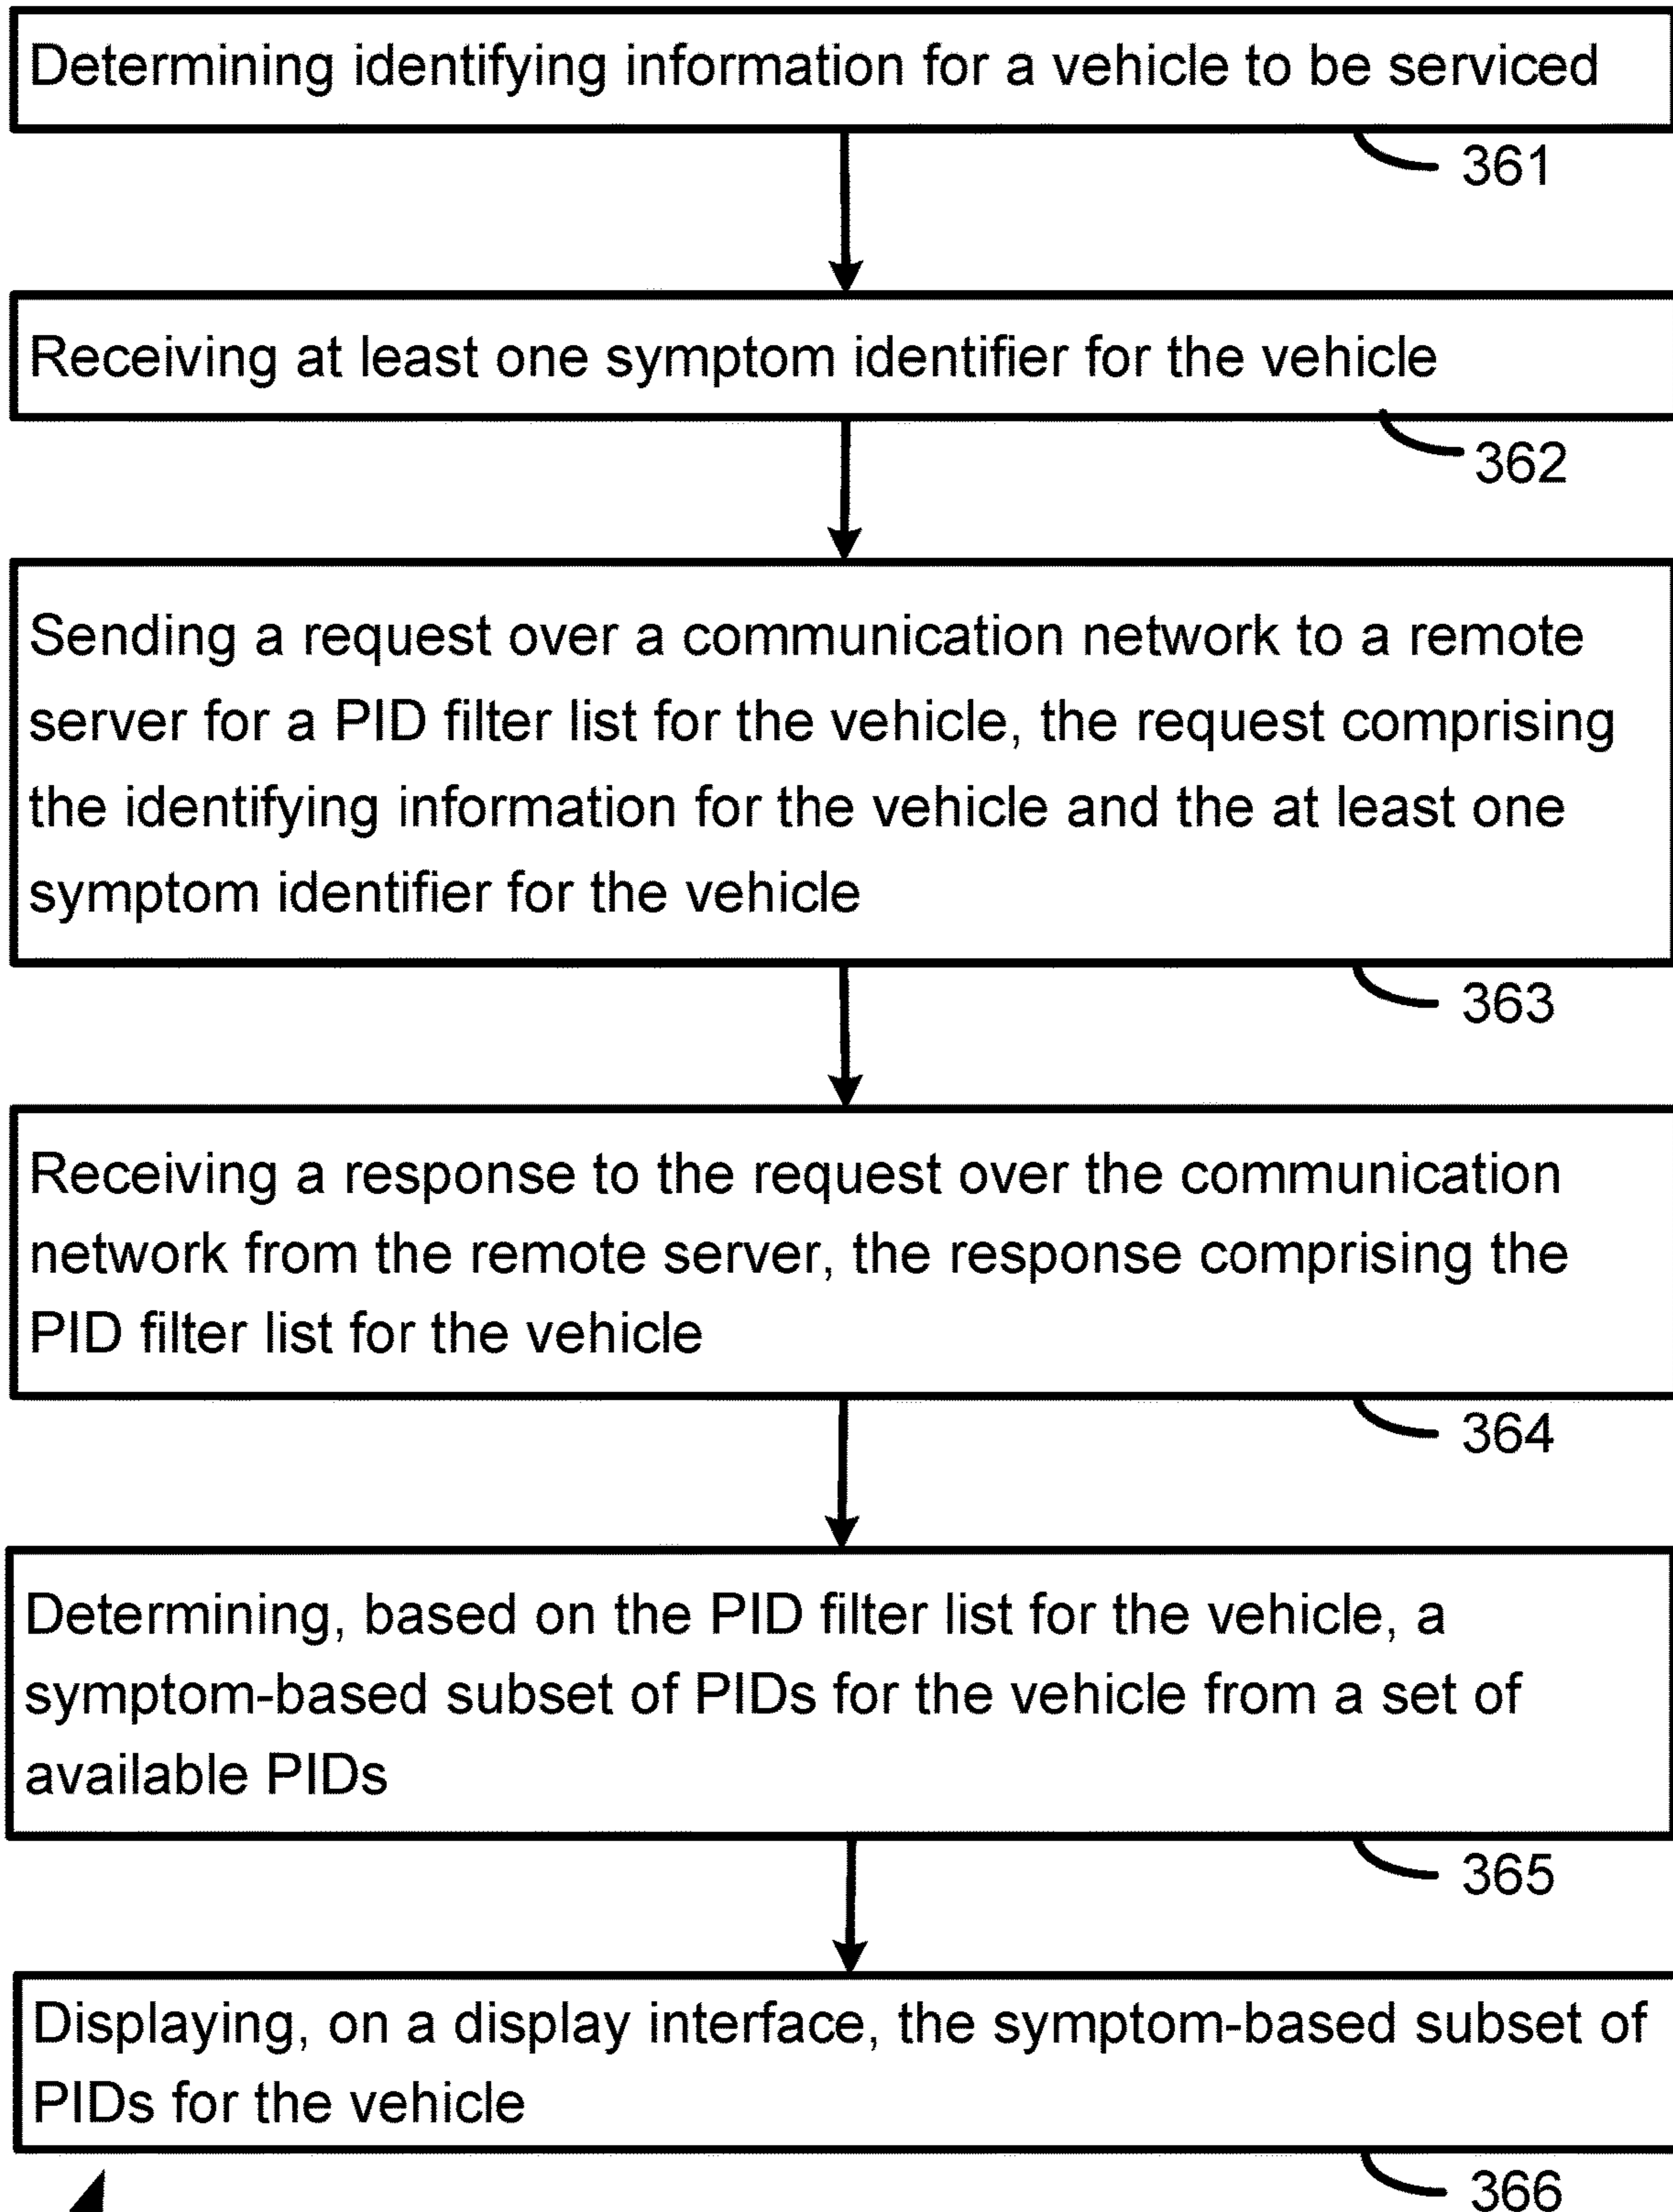 Determining identifying information for a vehicle to be serviced
361
Receiving at least one symptom identifier for the vehicle
362
Sending a request over a communication network to a remote
server for a PID filter list for the vehicle, the request comprising
the identifying information for the vehicle and the at least one
symptom identifier for the vehicle
363
Receiving a response to the request over the communication
network from the remote server, the response comprising the
PID filter list for the vehicle
364
Determining, based on the PID filter list for the vehicle, a
symptom-based subset of PIDs for the vehicle from a set of
available PIDs
365
Displaying, on a display interface, the symptom-based subset of
PIDs for the vehicle
366